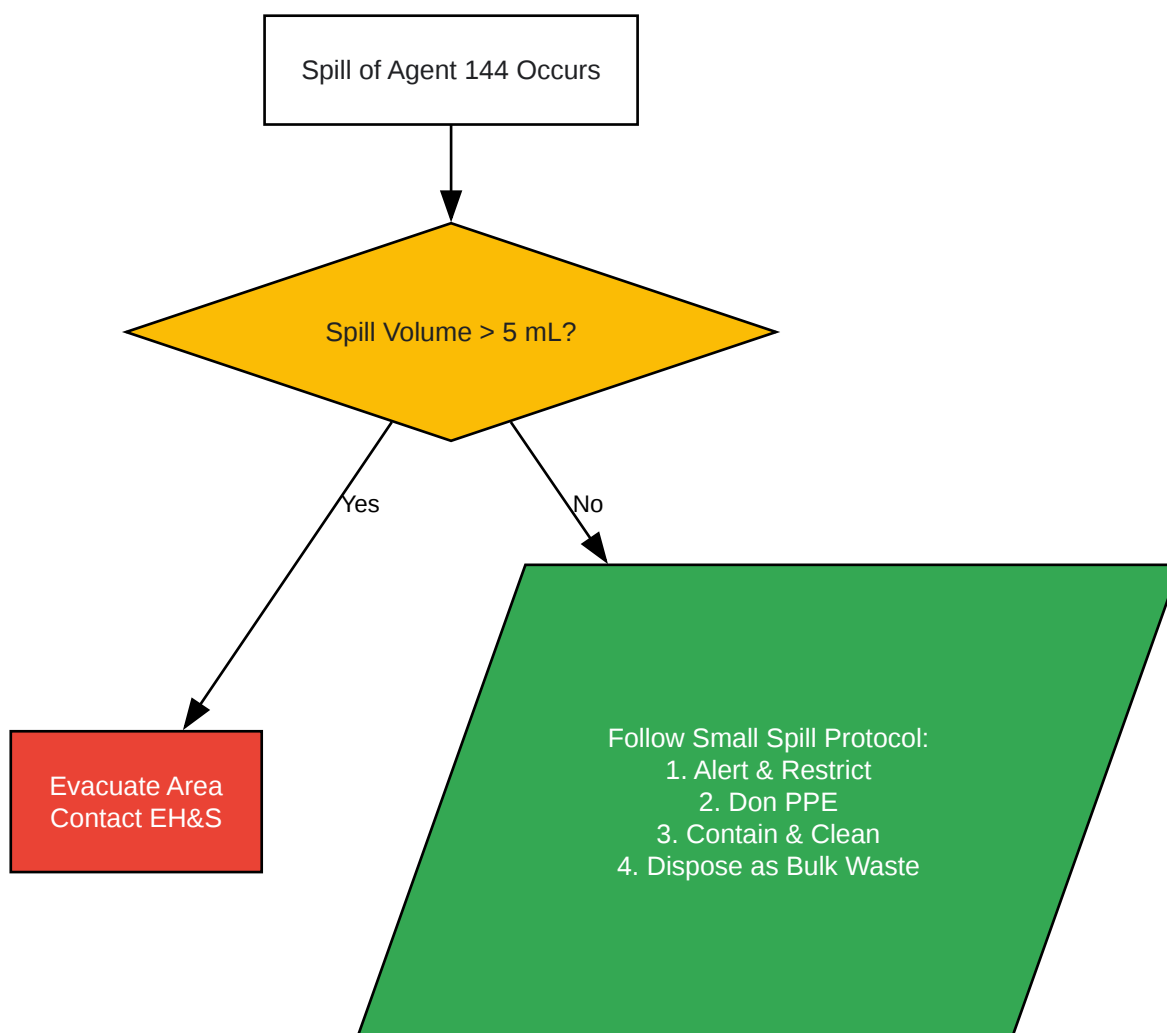 Spill of Agent 144 Occurs
Spill Volume > 5 mL?
Yes
No
Evacuate Area
Contact EH&S
Follow Small Spill Protocol:
1. Alert & Restrict
2. Don PPE
3. Contain & Clean
4. Dispose as Bulk Waste